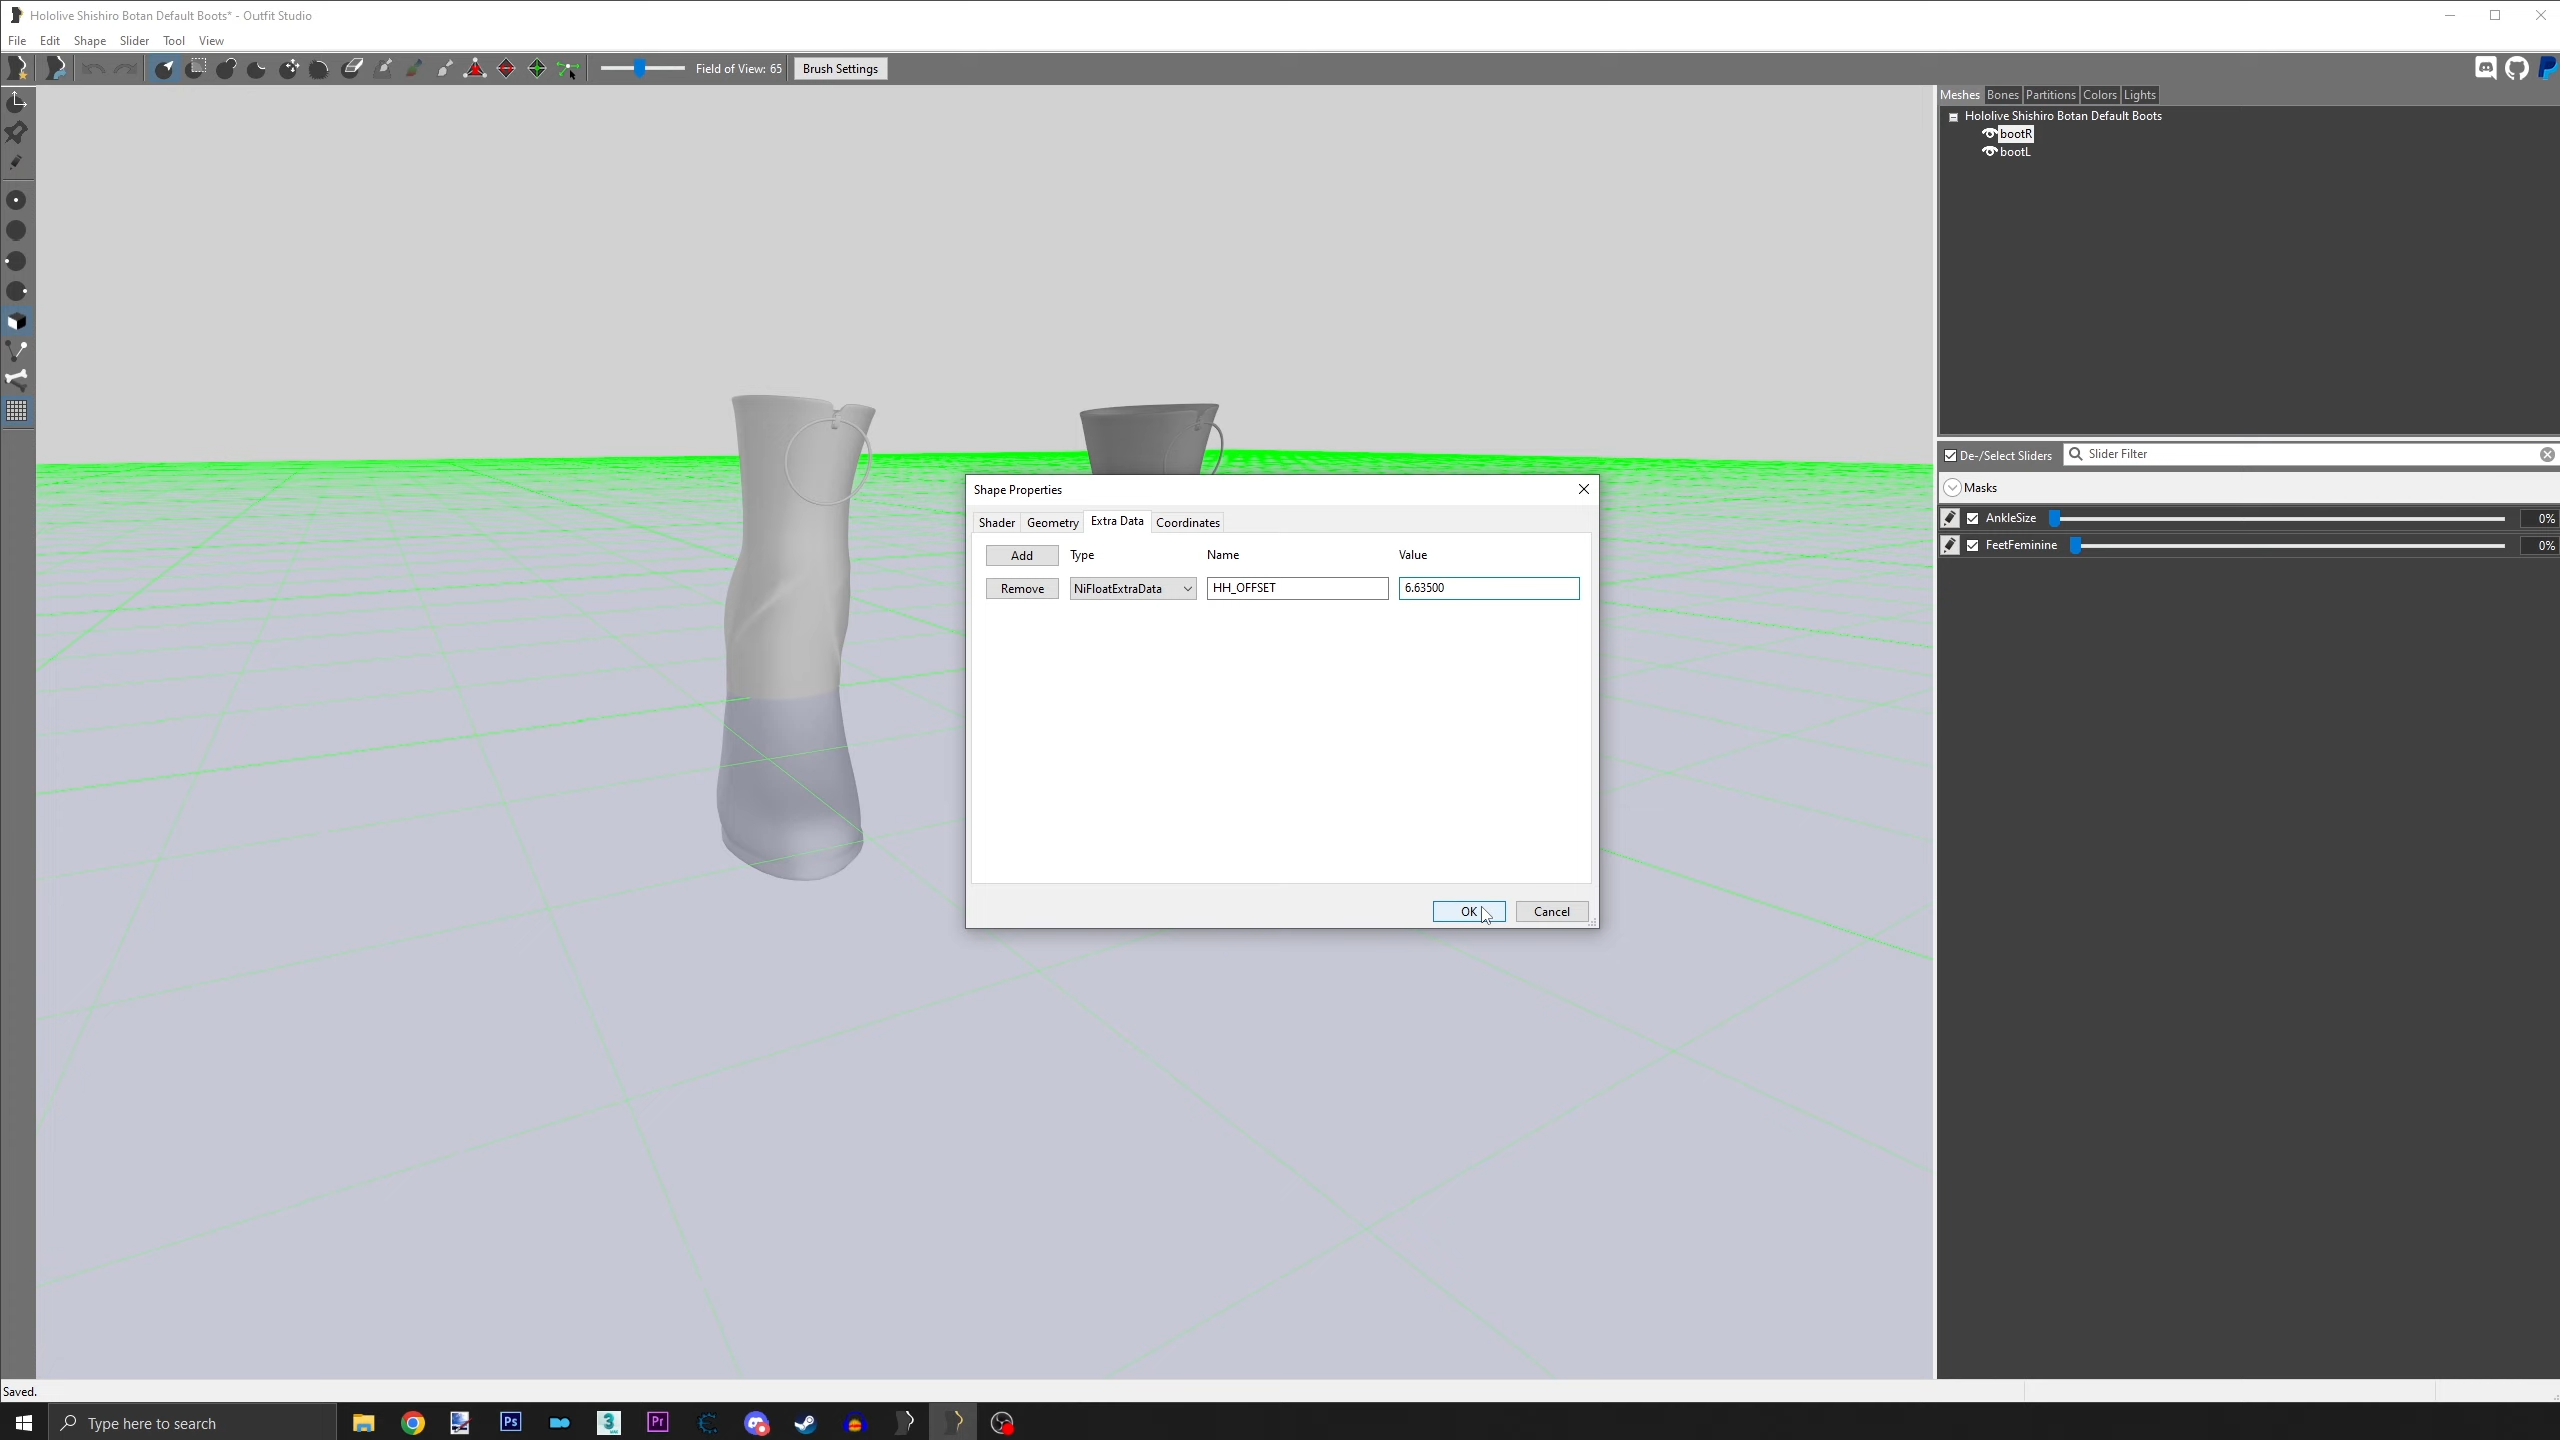 Hololive Shishiro Botan Default Boots* - Outfit Studio
File Edit Shape Slider Tool View
Field of View: 65 Brush Settings
Meshes Bones Partitions Colors Lights
Hololive Shishiro Botan Default Boots
bootR
bootL
De-/Select Sliders Slider Filter
Masks
AnkleSize 0%
FeetFeminine 0%
Shape Properties
Shader Geometry Extra Data Coordinates
Add Type Name Value
Remove NiFloatExtraData HH_OFFSET 6.63500
OK Cancel
Saved.
Type here to search
Ps
3
Pr